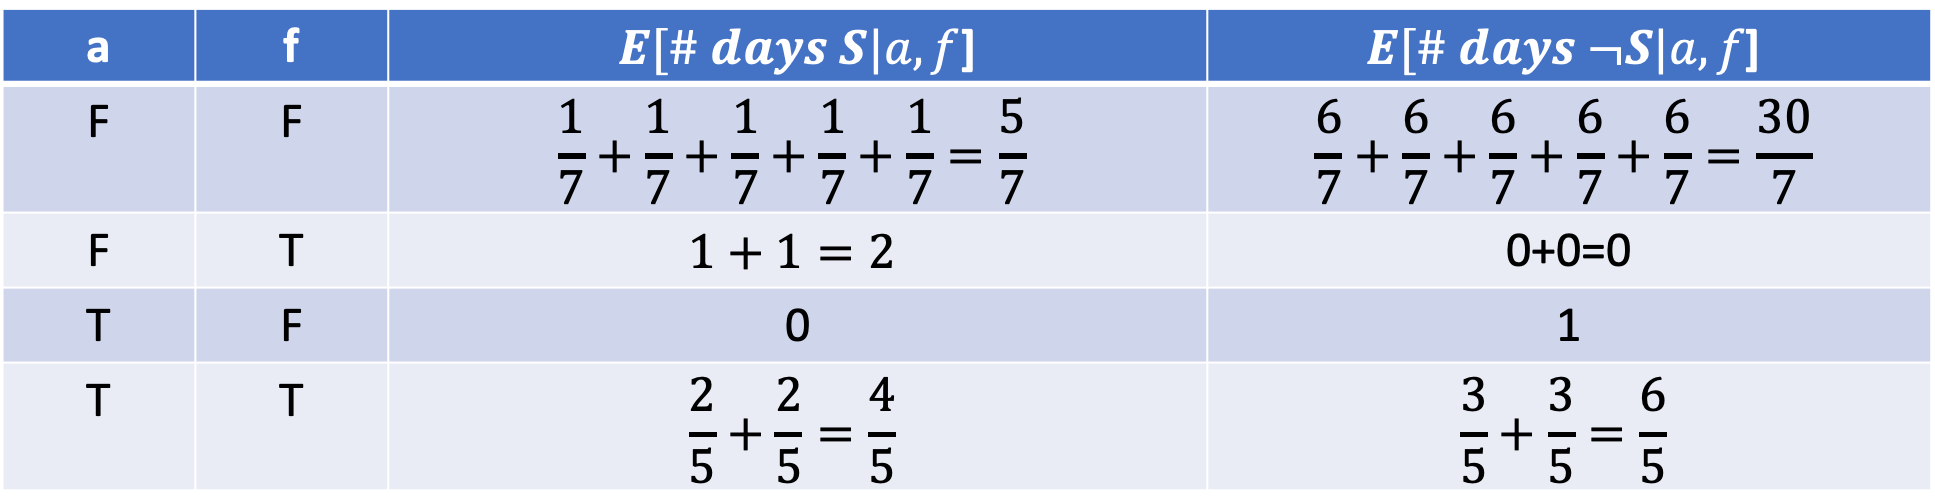 a f E[# days S|a, f] E[# days ¬S|a, f]
F F 1/7 + 1/7 + 1/7 + 1/7 + 1/7 = 5/7 6/7 + 6/7 + 6/7 + 6/7 + 6/7 = 30/7
F T 1 + 1 = 2 0+0=0
T F 0 1
T T 2/5 + 2/5 = 4/5 3/5 + 3/5 = 6/5